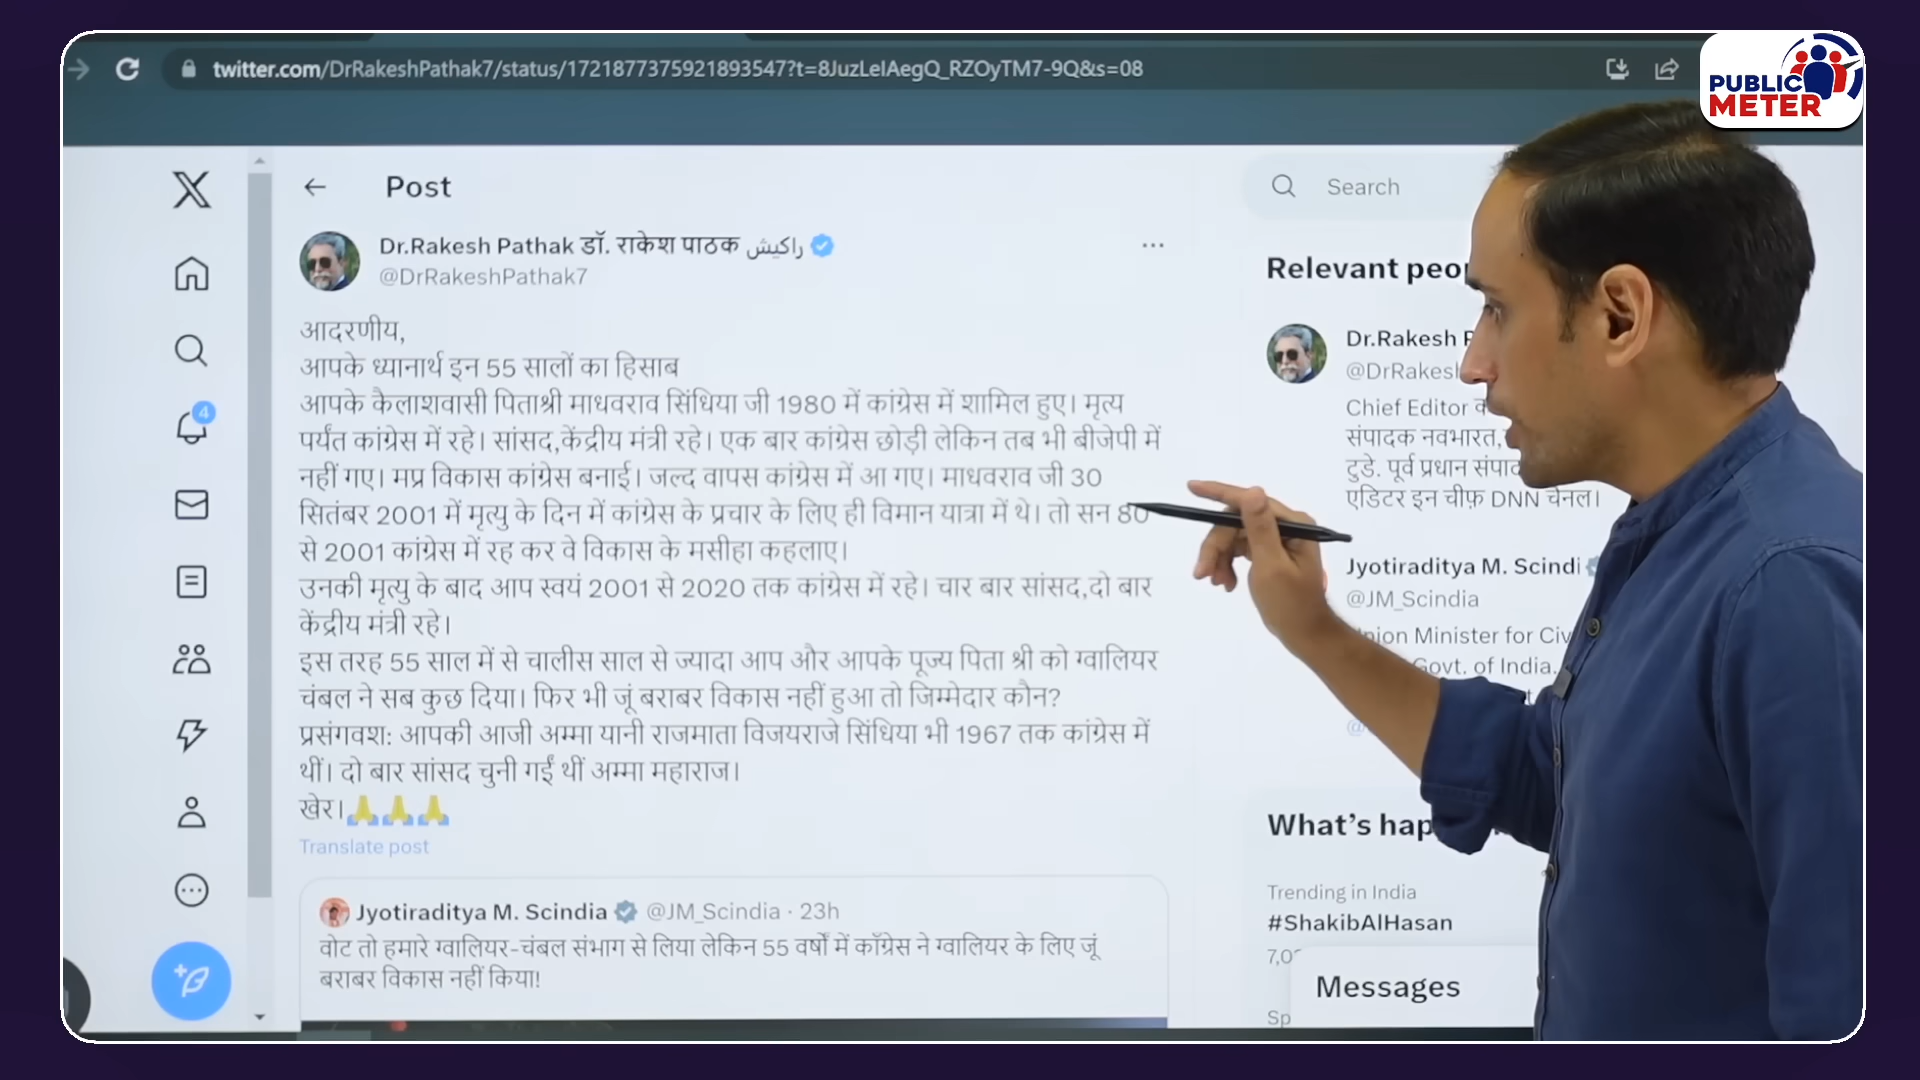 twitter.com/DrRakeshPathak7/status/1721877375921893547?t=8JuzLeIAegQ_RZOyTM7-9Q&s=08
PUBLIC
METER
Post
Search
Dr.Rakesh Pathak डॉ. राकेश पाठक راکیش
@DrRakeshPathak7
आदरणीय,
आपके ध्यानार्थ इन 55 सालों का हिसाब
आपके कैलाशवासी पिताश्री माधवराव सिंधिया जी 1980 में कांग्रेस में शामिल हुए। मृत्य
पर्यंत कांग्रेस में रहे। सांसद,केंद्रीय मंत्री रहे। एक बार कांग्रेस छोड़ी लेकिन तब भी बीजेपी में
नहीं गए। मप्र विकास कांग्रेस बनाई। जल्द वापस कांग्रेस में आ गए। माधवराव जी 30
सितंबर 2001 में मृत्यु के दिन में कांग्रेस के प्रचार के लिए ही विमान यात्रा में थे। तो सन 80
से 2001 कांग्रेस में रह कर वे विकास के मसीहा कहलाए।
उनकी मृत्यु के बाद आप स्वयं 2001 से 2020 तक कांग्रेस में रहे। चार बार सांसद,दो बार
केंद्रीय मंत्री रहे।
इस तरह 55 साल में से चालीस साल से ज्यादा आप और आपके पूज्य पिता श्री को ग्वालियर
चंबल ने सब कुछ दिया। फिर भी जूं बराबर विकास नहीं हुआ तो जिम्मेदार कौन?
प्रसंगवश: आपकी आजी अम्मा यानी राजमाता विजयराजे सिंधिया भी 1967 तक कांग्रेस में
थीं। दो बार सांसद चुनी गईं थीं अम्मा महाराज।
खेर।🙏🙏🙏
Translate post
Jyotiraditya M. Scindia @JM_Scindia · 23h
वोट तो हमारे ग्वालियर-चंबल संभाग से लिया लेकिन 55 वर्षों में कॉंग्रेस ने ग्वालियर के लिए जूं
बराबर विकास नहीं किया!
4
Relevant peo
Dr.Rakesh
@DrRakesh
Chief Editor
संपादक नवभारत,
टुडे. पूर्व प्रधान
एडिटर इन चीफ़ DNN चेनल।
Jyotiraditya M. Scindi
@JM_Scindia
Minister for Civ
Govt. of India.
What's hap
Trending in India
#ShakibAlHasan
Messages
Sp